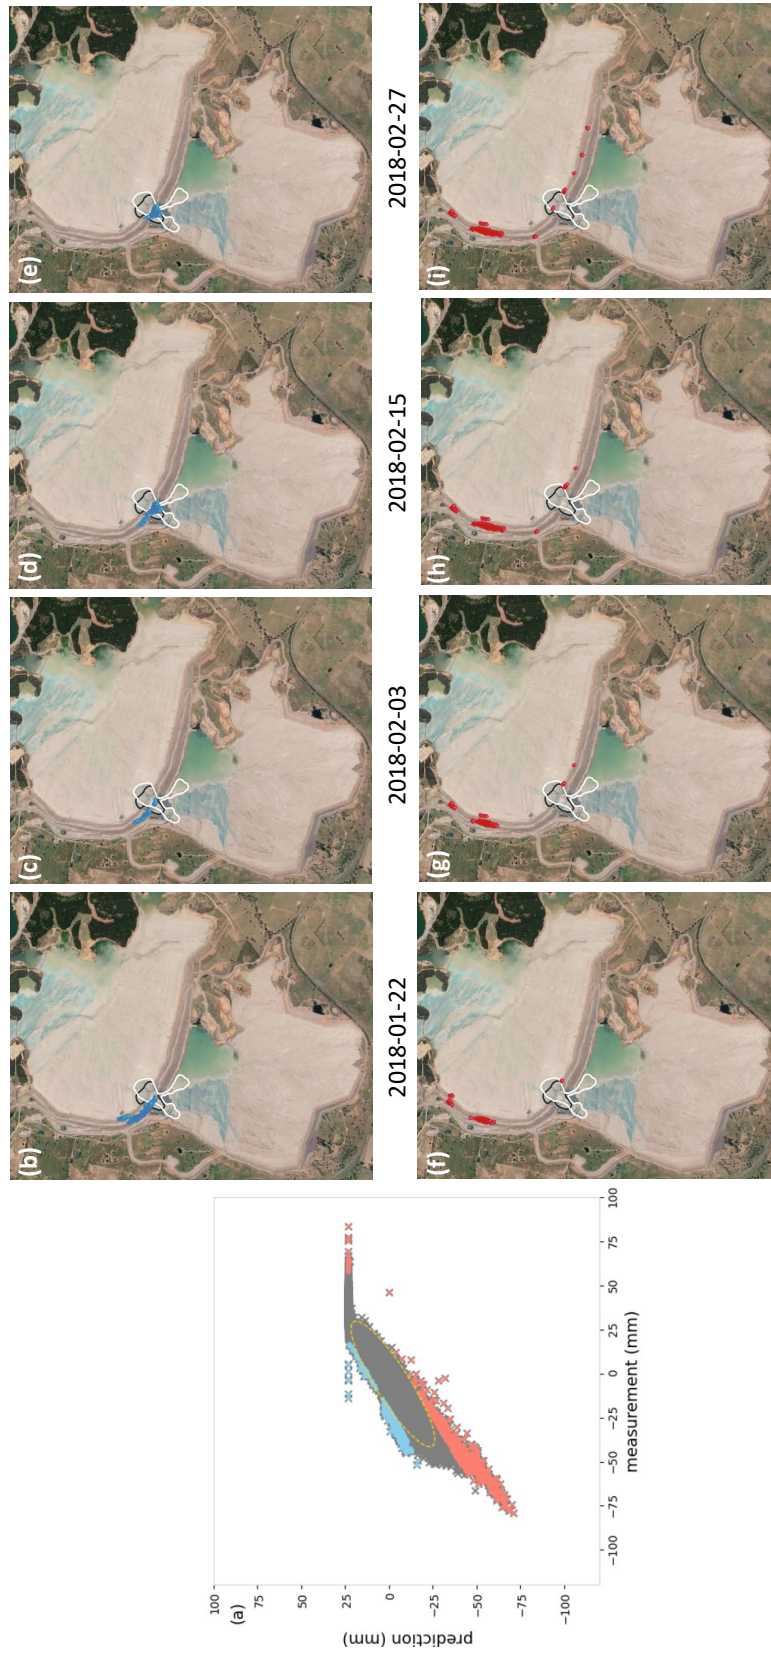 (a)
prediction (mm)
100
75
50
25
0
−25
−50
−75
−100
−100 −75 −50 −25 0 25 50 75 100
measurement (mm)
(b) (c) (d) (e)
2018-01-22 2018-02-03 2018-02-15 2018-02-27
(f) (g) (h) (i)